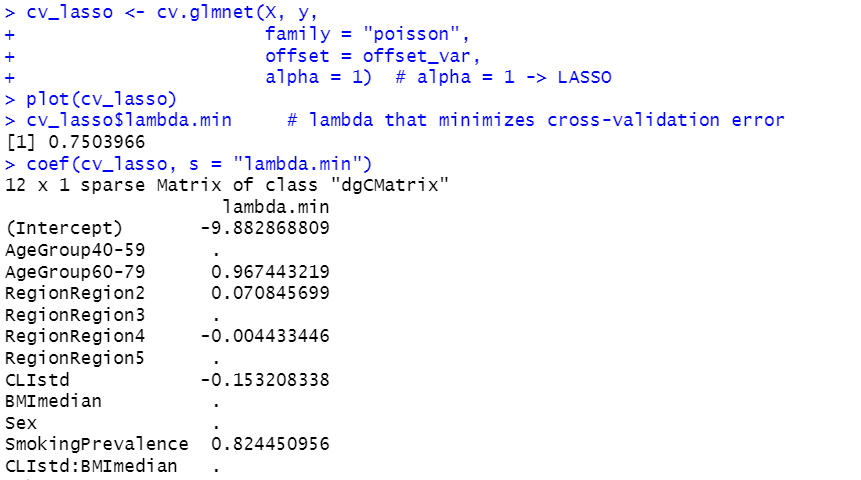 > cv_lasso <- cv.glmnet(X, y,
+                       family = "poisson",
+                       offset = offset_var,
+                       alpha = 1)  # alpha = 1 -> LASSO
> plot(cv_lasso)
> cv_lasso$lambda.min     # lambda that minimizes cross-validation error
[1] 0.7503966
> coef(cv_lasso, s = "lambda.min")
12 x 1 sparse Matrix of class "dgCMatrix"
                    lambda.min
(Intercept)       -9.882868809
AgeGroup40-59      .
AgeGroup60-79      0.967443219
RegionRegion2      0.070845699
RegionRegion3      .
RegionRegion4     -0.004433446
RegionRegion5      .
CLIstd            -0.153208338
BMImedian          .
Sex                .
SmokingPrevalence  0.824450956
CLIstd:BMImedian   .